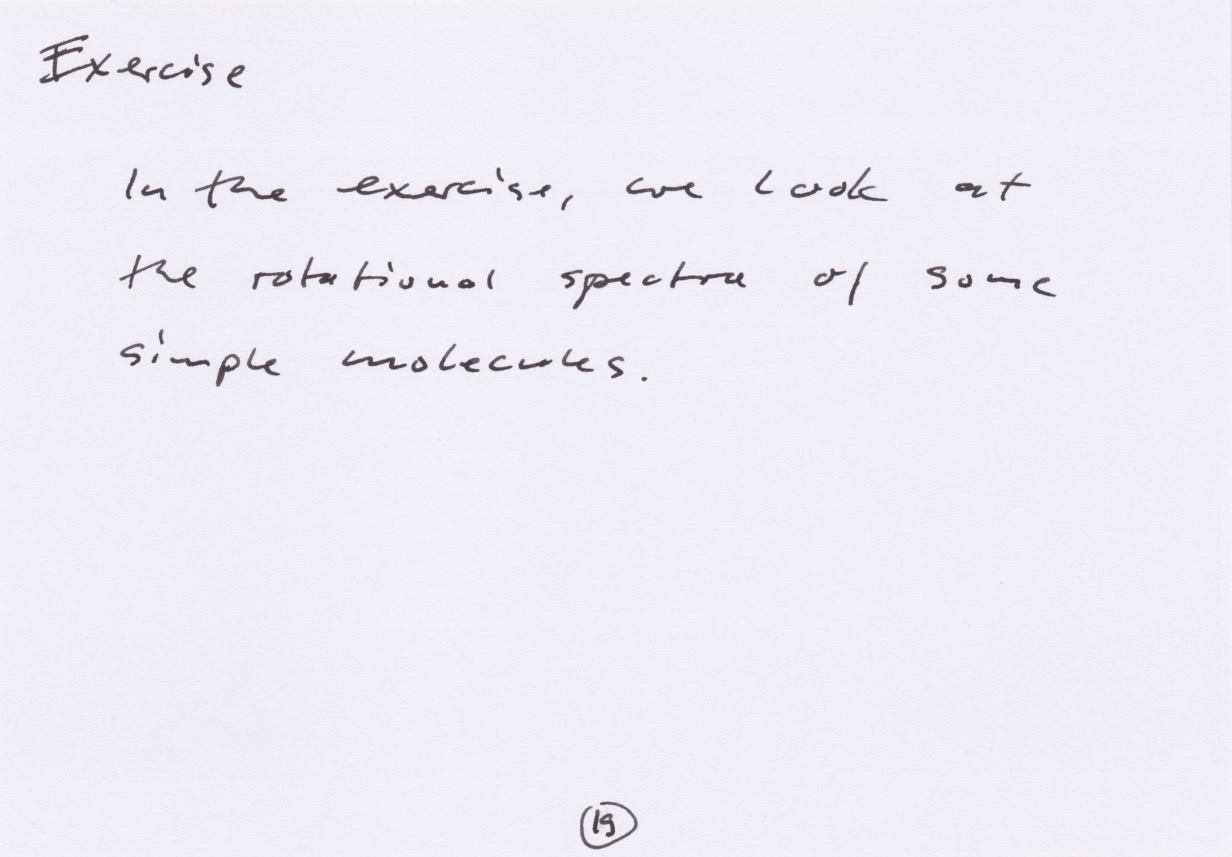 Exercise
In the exercise, we look at
the rotational spectra of some
simple molecules.
19